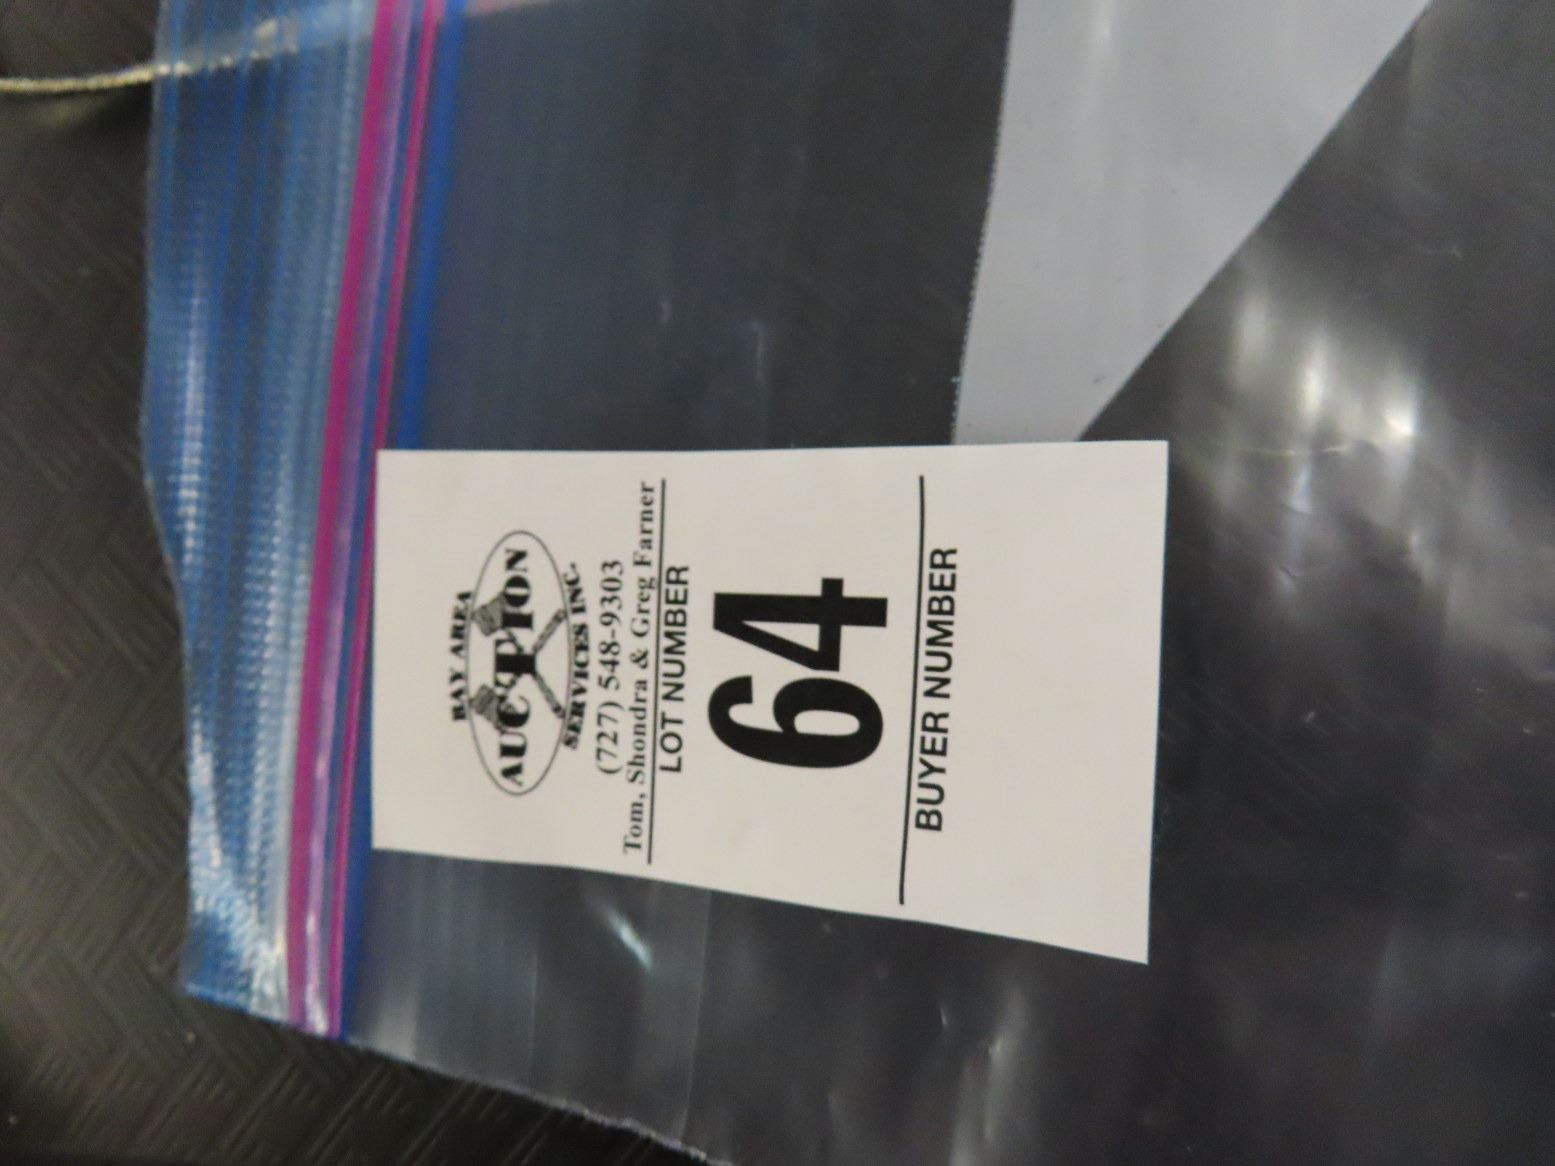 BAY AREA
AUCTION
SERVICES INC.
(727) 548-9303
Tom, Shondra & Greg Farner
LOT NUMBER
64
BUYER NUMBER